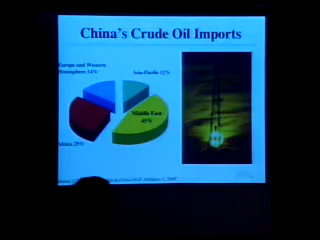 China's Crude Oil Imports
Europe and Western
Hemisphere 14%
Asia-Pacific 12%
Middle East
45%
Africa 29%